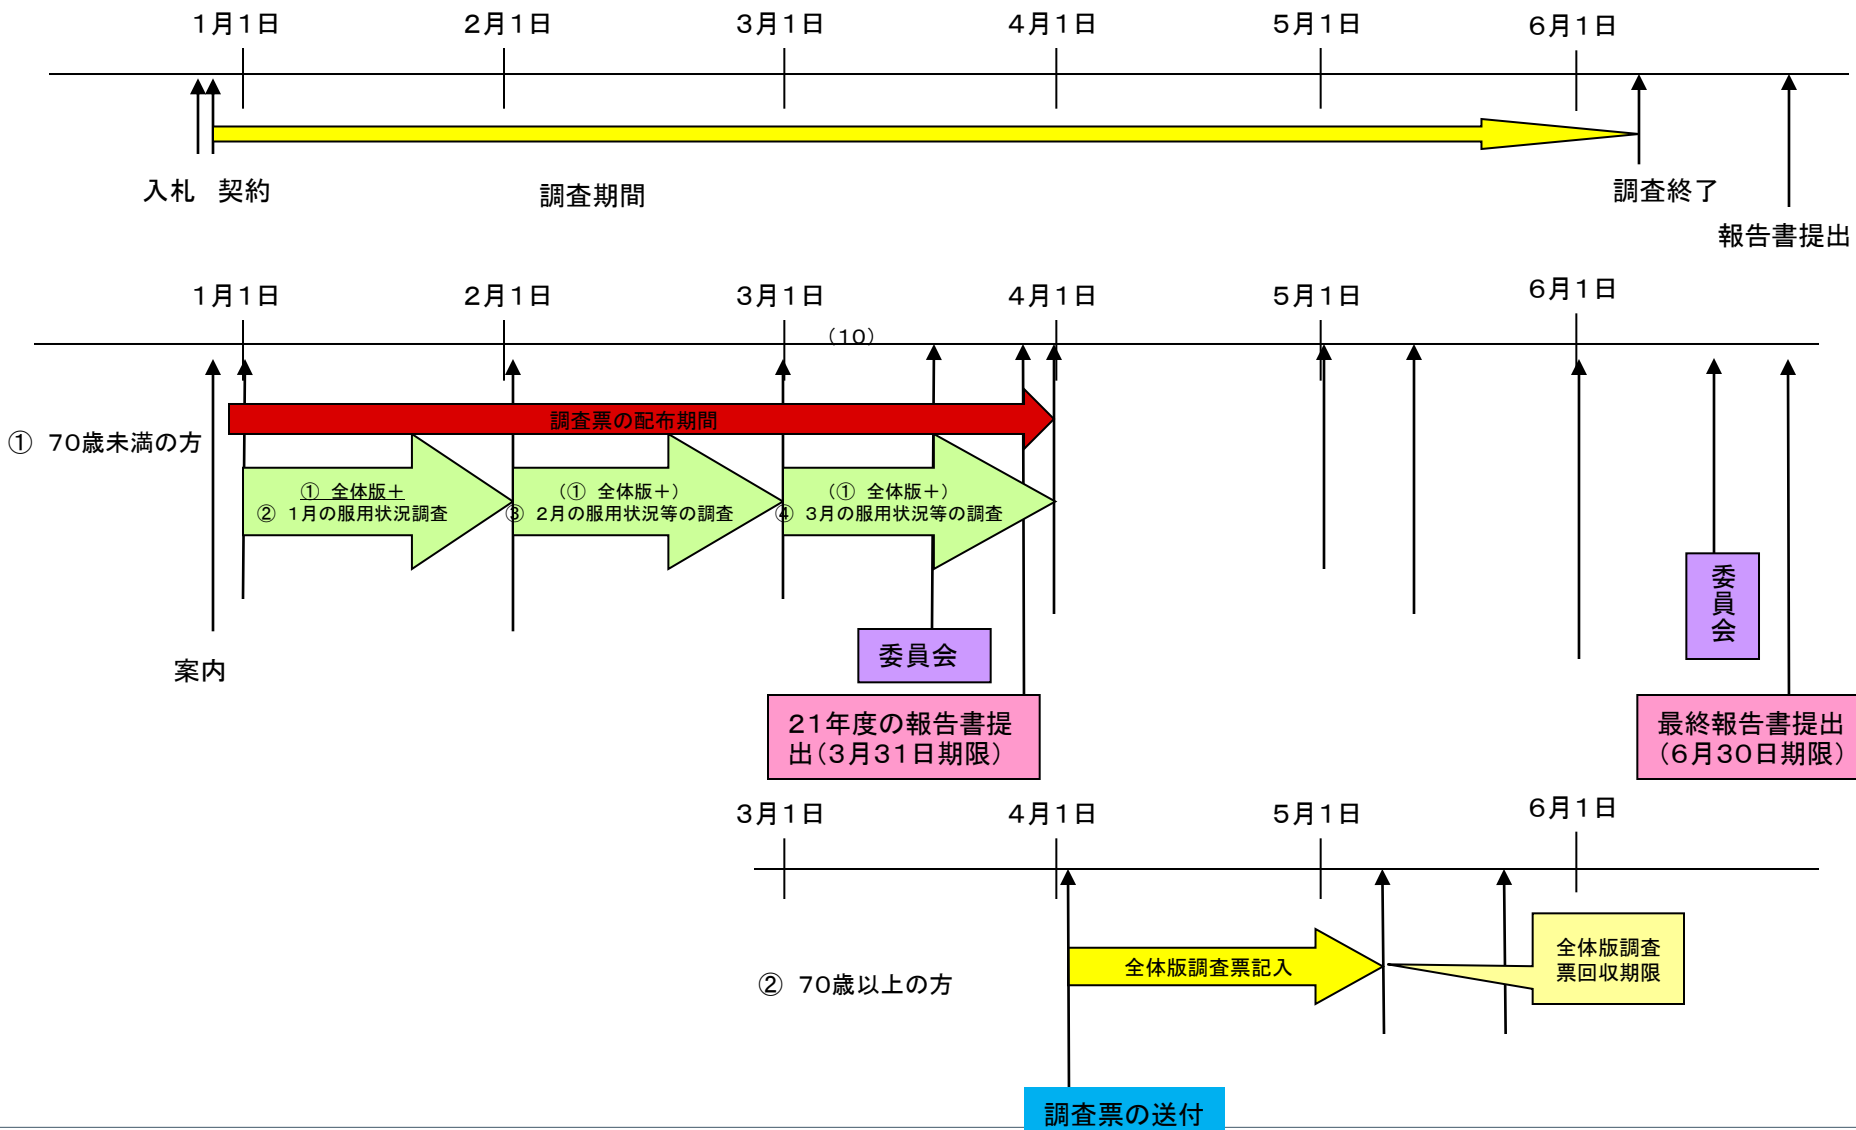 1月1日
2月1日
3月1日
4月1日
5月1日
6月1日
入札
契約
調査期間
調査終了
報告書提出
1月1日
2月1日
3月1日
4月1日
5月1日
6月1日
(10)
調査票の配布期間
① 70歳未満の方
① 全体版+
② 1月の服用状況調査
(① 全体版+)
③ 2月の服用状況等の調査
(① 全体版+)
④ 3月の服用状況等の調査
案内
委員会
委員会
21年度の報告書提
出(3月31日期限)
最終報告書提出
(6月30日期限)
3月1日
4月1日
5月1日
6月1日
② 70歳以上の方
全体版調査票記入
全体版調査
票回収期限
調査票の送付